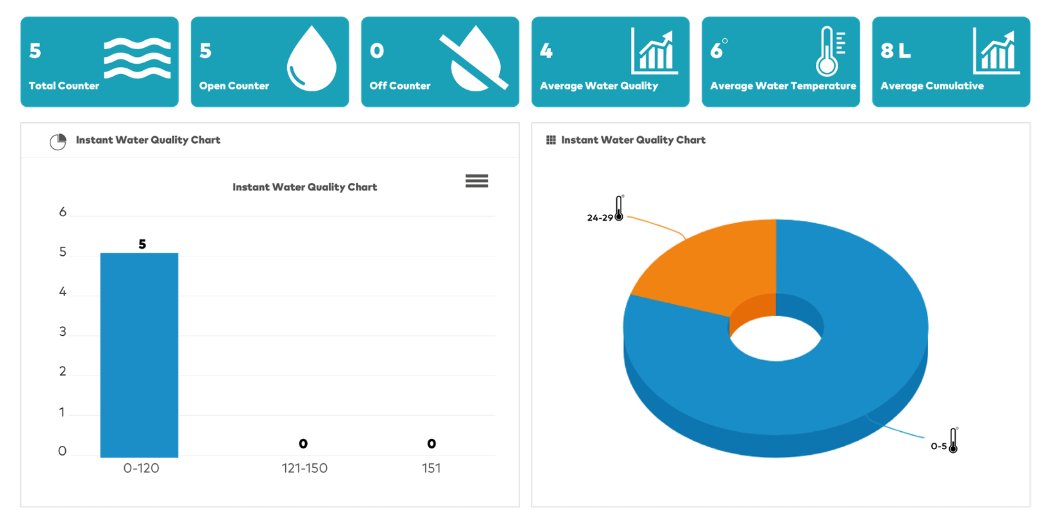 5
Total Counter
5
Open Counter
0
Off Counter
4
Average Water Quality
6°
Average Water Temperature
8 L
Average Cumulative
Instant Water Quality Chart
Instant Water Quality Chart
6
5
4
3
2
1
0
5
0
0
0-120
121-150
151
Instant Water Quality Chart
24-29
0-5